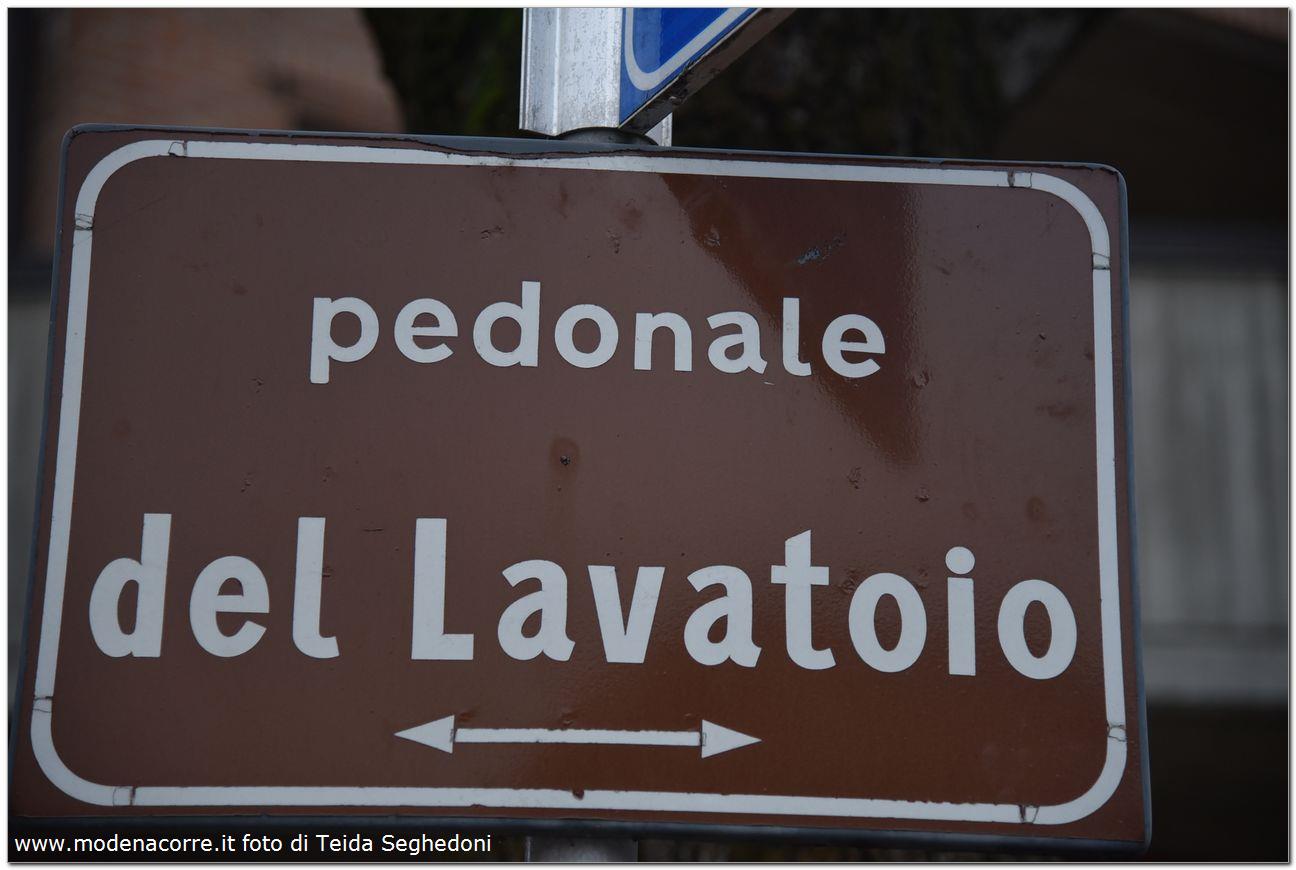 pedonale
del Lavatoio
www.modenacorre.it foto di Teida Seghedoni